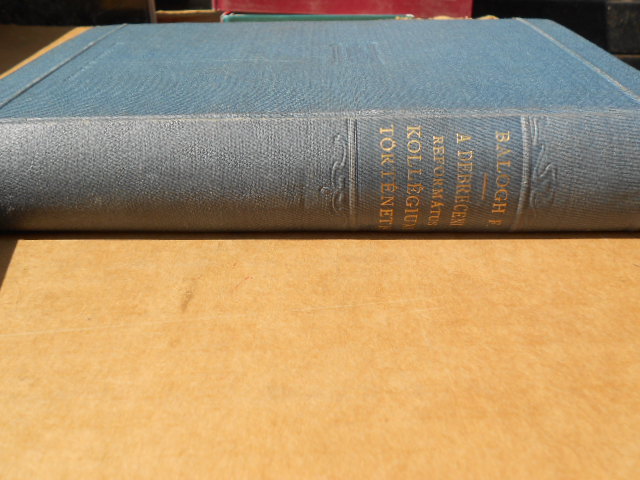 BALOGH F.
A DEBRECENI
REFORMÁTUS
KOLLÉGIUM
TÖRTÉNETE